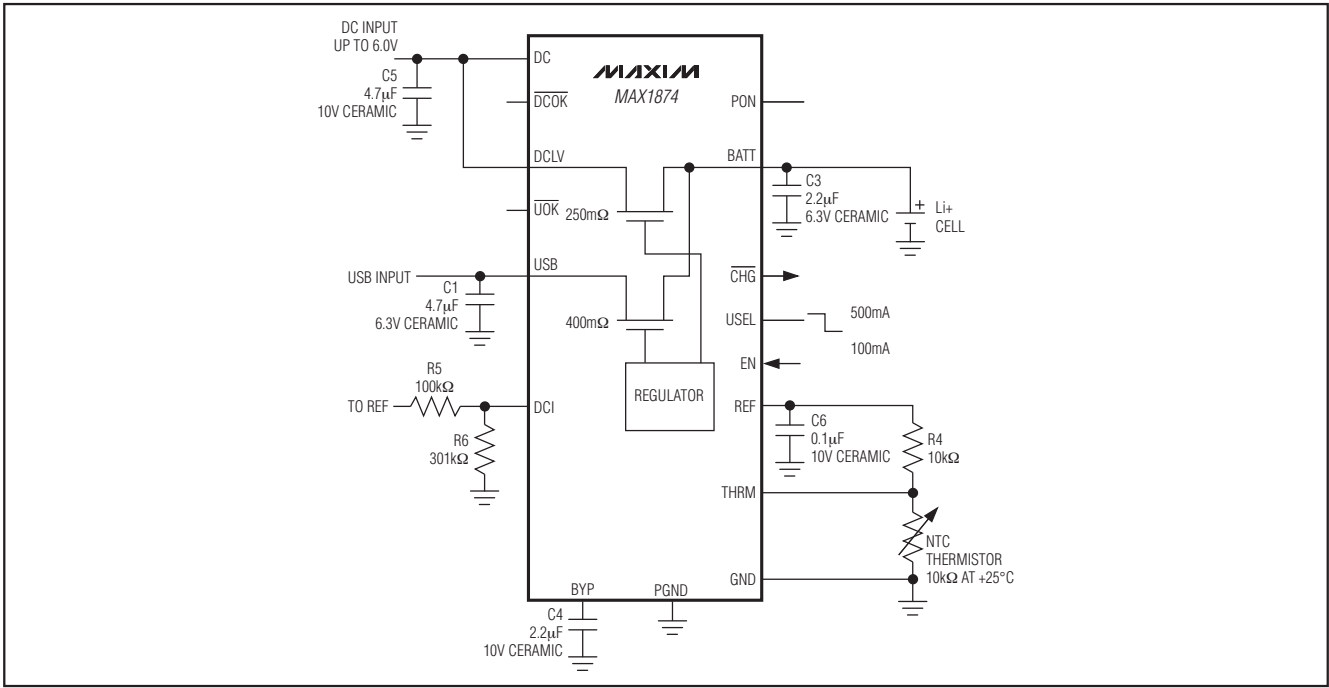 DC INPUT
UP TO 6.0V
C5
4.7μF
10V CERAMIC
DC
DCOK
DCLV
UOK
250mΩ
USB INPUT
C1
4.7μF
6.3V CERAMIC
USB
400mΩ
R5
100kΩ
TO REF
R6
301kΩ
DCI
MAXIM
MAX1874
REGULATOR
PON
BATT
C3
2.2μF
6.3V CERAMIC
+
Li+
CELL
CHG
USEL
500mA
100mA
EN
REF
C6
0.1μF
10V CERAMIC
R4
10kΩ
THRM
NTC
THERMISTOR
10kΩ AT +25°C
GND
BYP
PGND
C4
2.2μF
10V CERAMIC